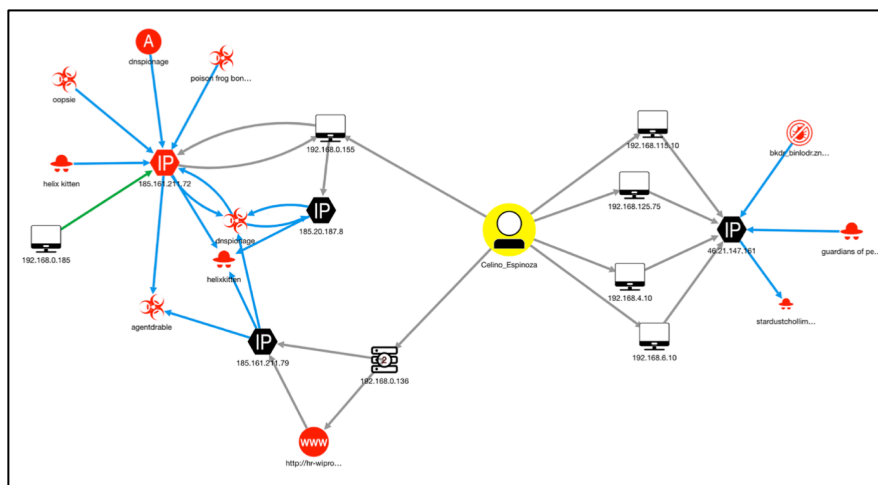 A
dnspionage
poison frog bon...
oopsie
192.168.0.155
192.168.115.10
bkdr_binlodr.zn...
IP
helix kitten
185.161.211.72
192.168.125.75
IP
185.20.187.8
dnspionage
IP
46.21.147.161
192.168.0.185
Celino_Espinoza
guardians of pe...
helixkitten
192.168.4.10
agentdrable
stardustchollim...
IP
185.161.211.79
192.168.6.10
2
192.168.0.136
www
http://hr-wipro...